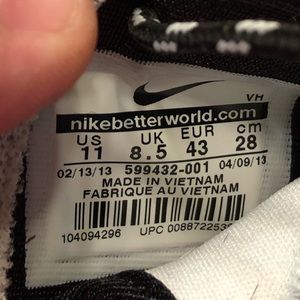 VH
nikebetterworld.com
US UK EUR cm
11 8.5 43 28
02/13/13 599432-001 04/09/13
MADE IN VIETNAM
FABRIQUE AU VIETNAM
104094296 UPC